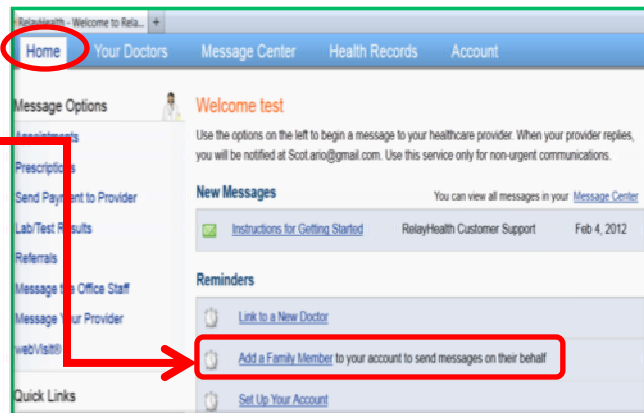 RelayHealth - Welcome to Rela... +
Home Your Doctors Message Center Health Records Account
Message Options
Appointments
Prescriptions
Send Payment to Provider
Lab/Test Results
Referrals
Message the Office Staff
Message Your Provider
webVisit®
Quick Links
Welcome test
Use the options on the left to begin a message to your healthcare provider. When your provider replies,
you will be notified at Scot.ario@gmail.com. Use this service only for non-urgent communications.
New Messages You can view all messages in your Message Center
Instructions for Getting Started RelayHealth Customer Support Feb 4, 2012
Reminders
Link to a New Doctor
Add a Family Member to your account to send messages on their behalf
Set Up Your Account